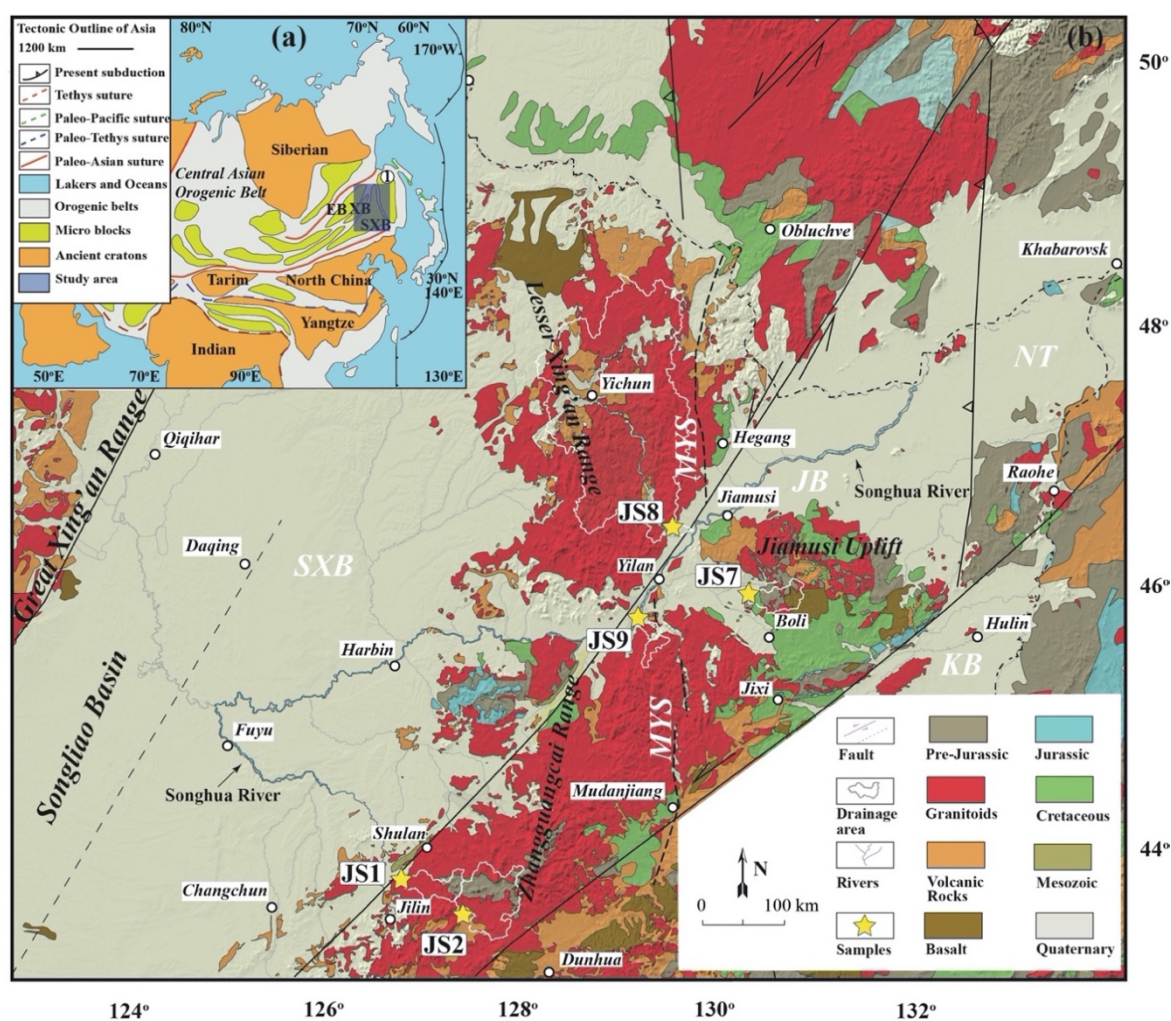 Tectonic Outline of Asia
1200 km
Present subduction
Tethys suture
Paleo-Pacific suture
Paleo-Tethys suture
Paleo-Asian suture
Lakers and Oceans
Orogenic belts
Micro blocks
Ancient cratons
Study area
80°N
(a)
70°N
60°N
170°W
Siberian
Central Asian
Orogenic Belt
1
EB
XB
SXB
Tarim
North China
30°N
140°E
Yangtze
Indian
50°E
70°E
90°E
130°E
(b)
50°
Obluchye
Khabarovsk
48°
NT
Lesser Xing'an Range
Yichun
MYS
Hegang
JB
Songhua River
Raohe
Great Xing'an Range
Qiqihar
Jiamusi
JS8
Daqing
SXB
Yilan
Jiamusi Uplift
JS7
46°
Boli
Hulin
JS9
Harbin
KB
Jixi
Songliao Basin
Fuyu
MYS
Songhua River
Zhangguangcai Range
Mudanjiang
Shulan
44°
JS1
Changchun
Jilin
JS2
Dunhua
Fault
Pre-Jurassic
Jurassic
Drainage
area
Granitoids
Cretaceous
Rivers
Volcanic
Rocks
Mesozoic
Samples
Basalt
Quaternary
N
0
100 km
124°
126°
128°
130°
132°